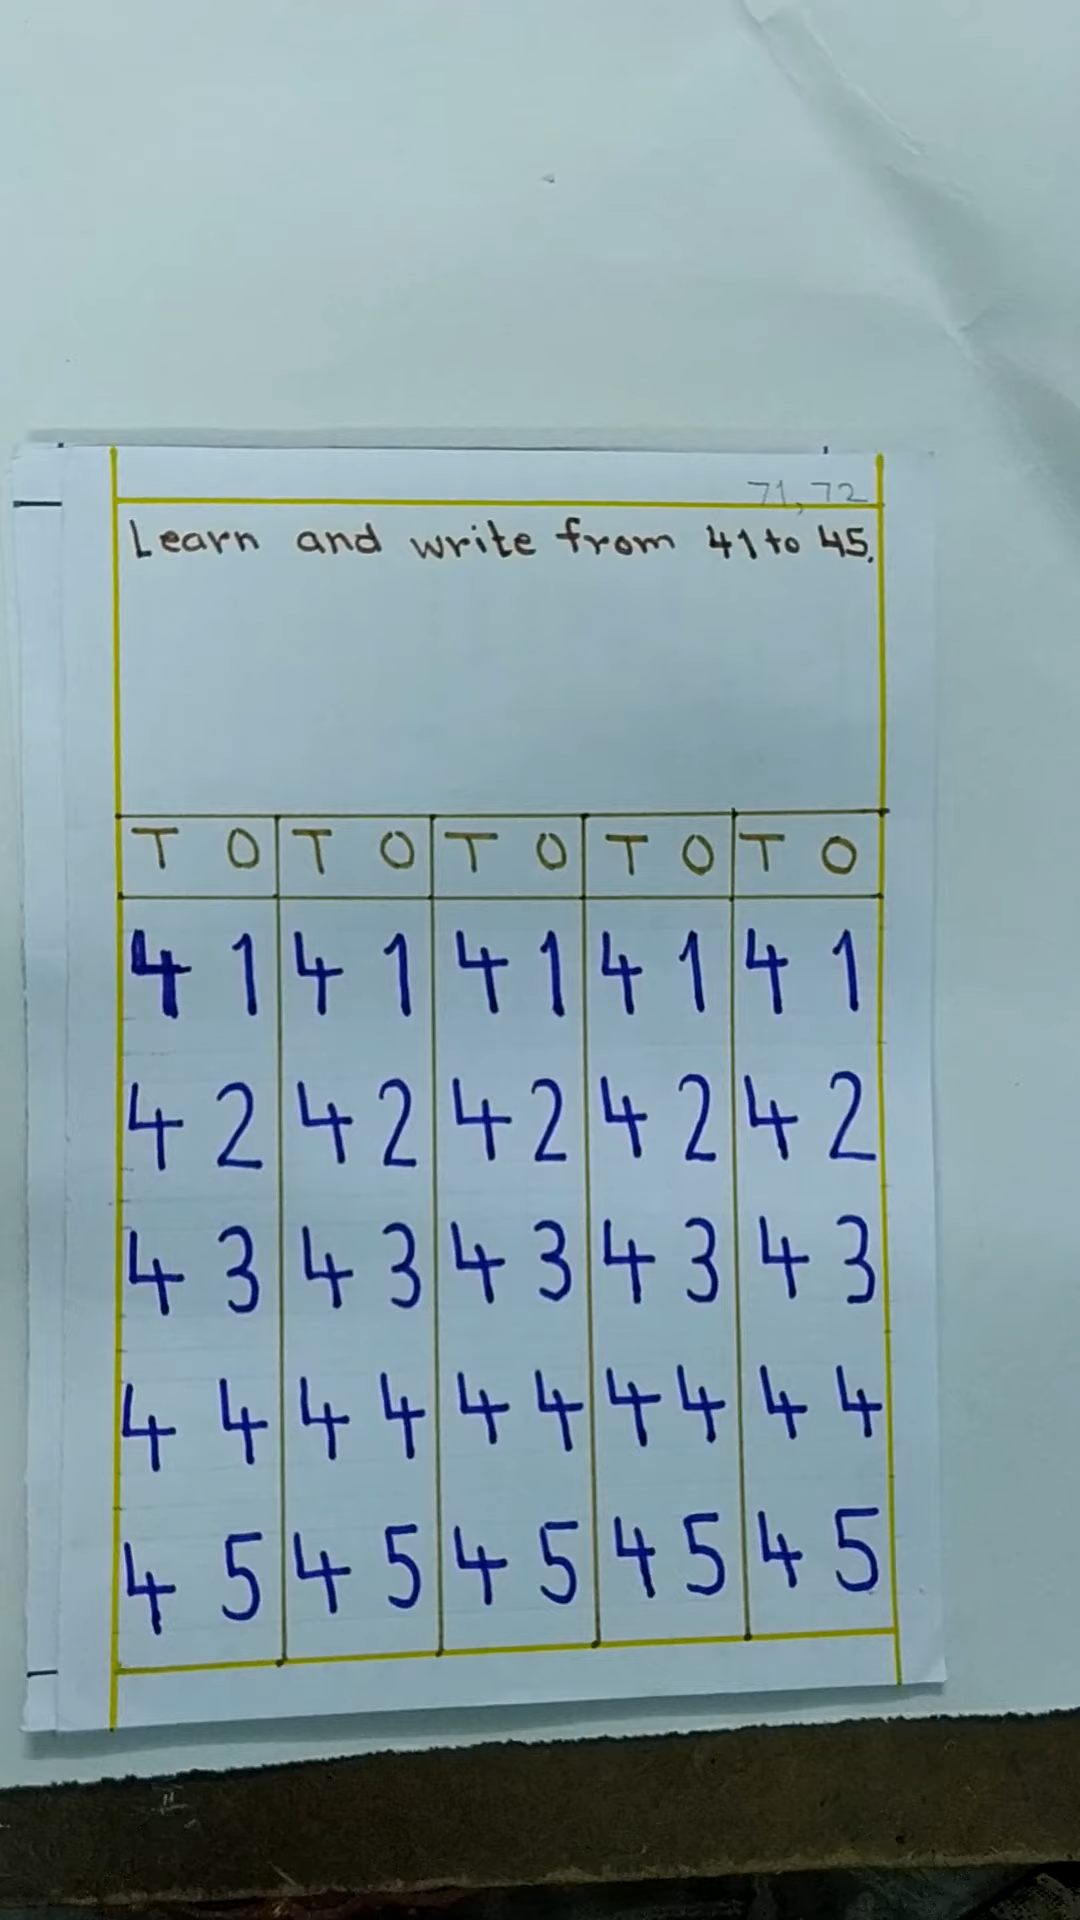 71, 72
Learn and write from 41 to 45.
T O T O T O T O T O
4 1 4 1 4 1 4 1 4 1
4 2 4 2 4 2 4 2 4 2
4 3 4 3 4 3 4 3 4 3
4 4 4 4 4 4 4 4 4 4
4 5 4 5 4 5 4 5 4 5